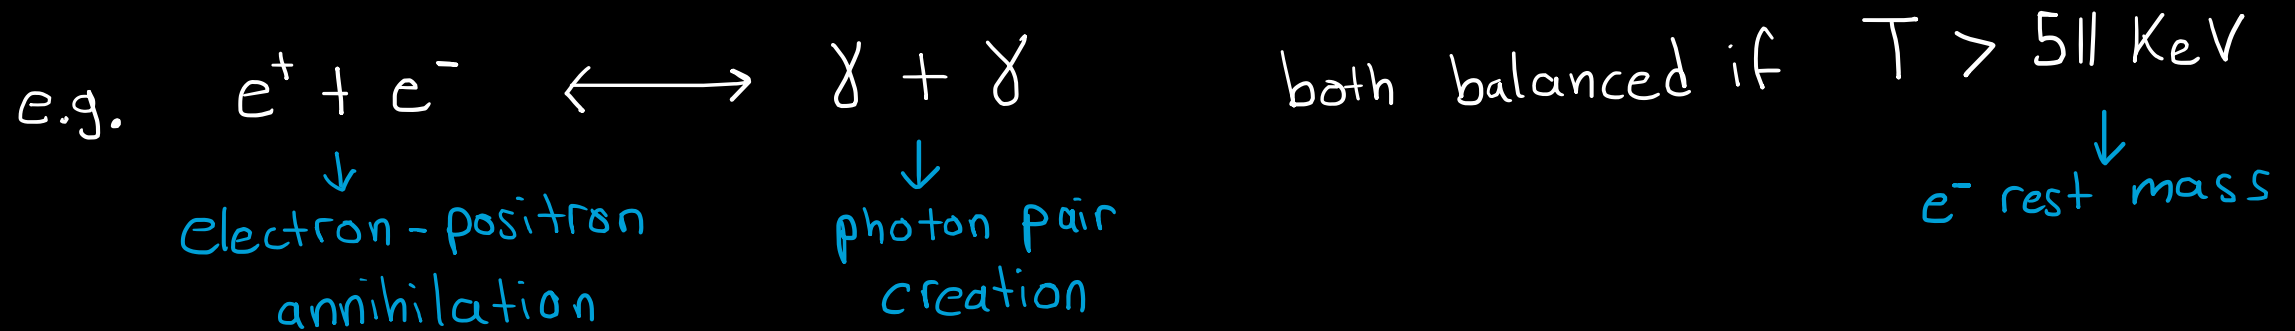 e.g. e⁺ + e⁻ ⟷ γ + γ both balanced if T > 511 KeV
electron-positron annihilation
photon pair creation
e⁻ rest mass